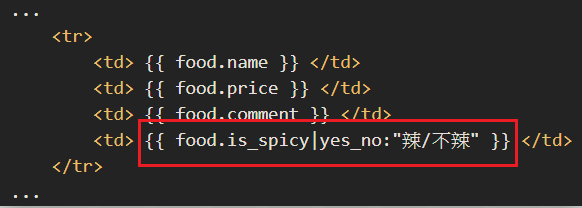 ...
<tr>
<td> {{ food.name }} </td>
<td> {{ food.price }} </td>
<td> {{ food.comment }} </td>
<td> {{ food.is_spicy|yes_no:"辣/不辣" }} </td>
</tr>
...